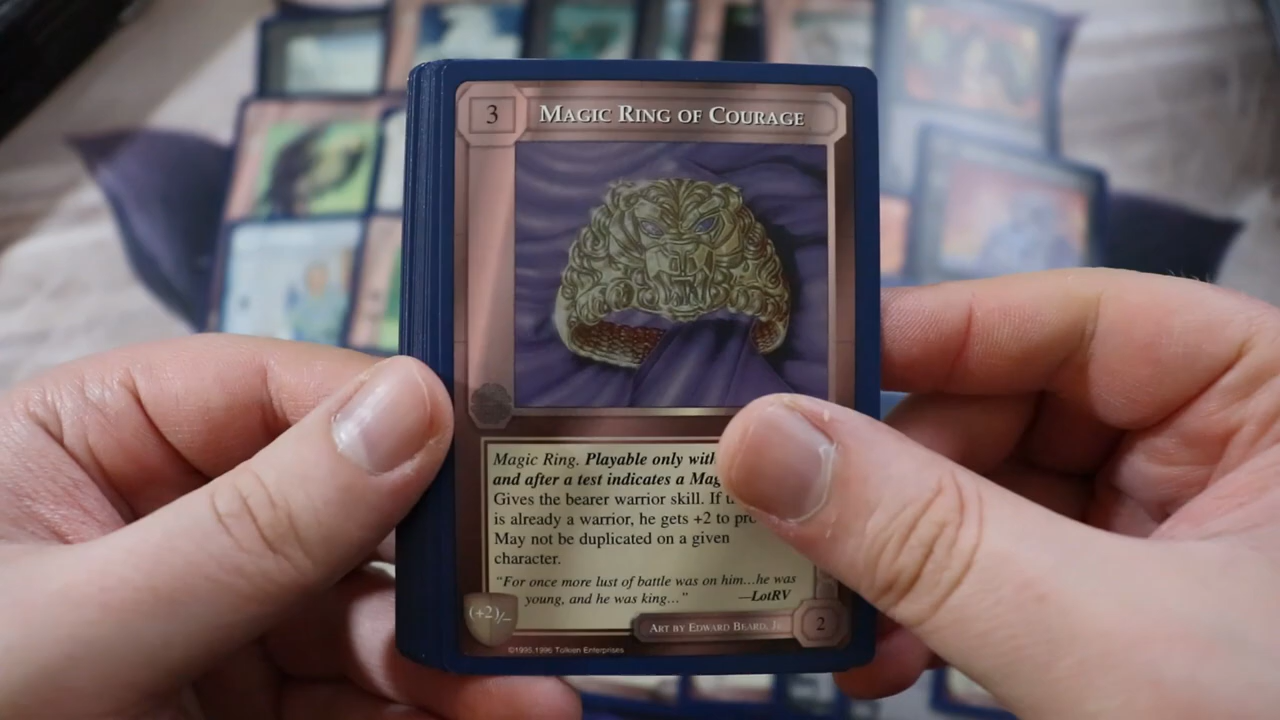 3
MAGIC RING OF COURAGE
Magic Ring. Playable only with
and after a test indicates a Mag
Gives the bearer warrior skill. If
is already a warrior, he gets +2 to
May not be duplicated on a given
character.
"For once more lust of battle was on him...he was
young, and he was king..." —LotRV
(+2)/–
ART BY EDWARD BEARD, JR.
2
©1995,1996 Tolkien Enterprises